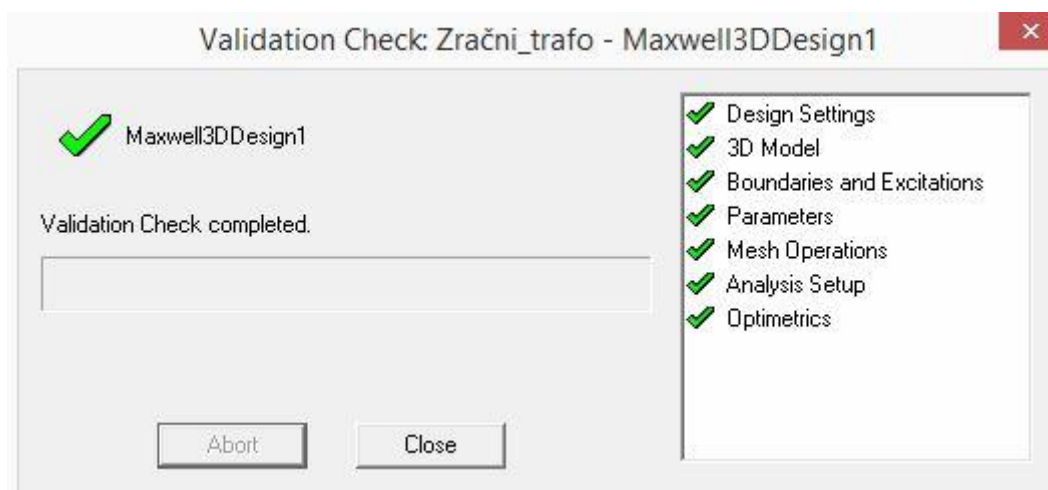 Validation Check: Zračni_trafo - Maxwell3DDesign1
Maxwell3DDesign1
Validation Check completed.
Abort
Close
Design Settings
3D Model
Boundaries and Excitations
Parameters
Mesh Operations
Analysis Setup
Optimetrics